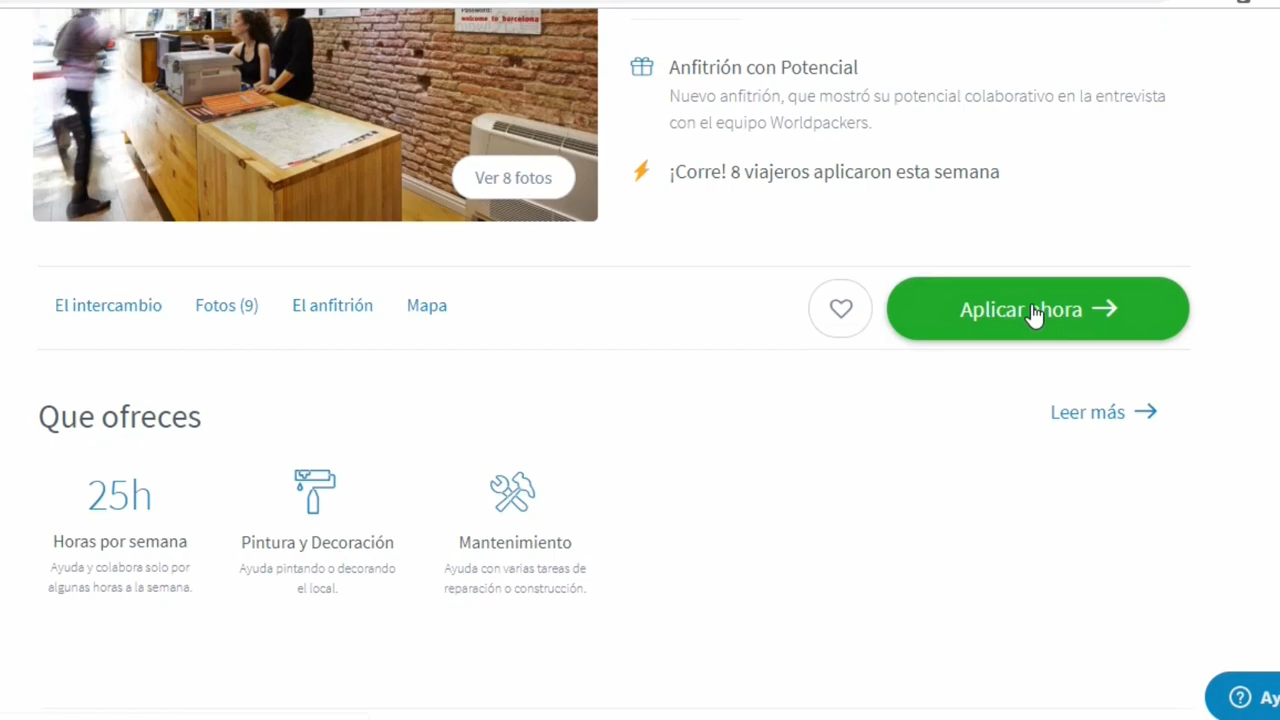 welcome_to_barcelona
Anfitrión con Potencial
Nuevo anfitrión, que mostró su potencial colaborativo en la entrevista
con el equipo Worldpackers.
Ver 8 fotos
¡Corre! 8 viajeros aplicaron esta semana
El intercambio Fotos (9) El anfitrión Mapa
Aplicar ahora →
Que ofreces
Leer más →
25h
Horas por semana
Ayuda y colabora solo por
algunas horas a la semana.
Pintura y Decoración
Ayuda pintando o decorando
el local.
Mantenimiento
Ayuda con varias tareas de
reparación o construcción.
Ay